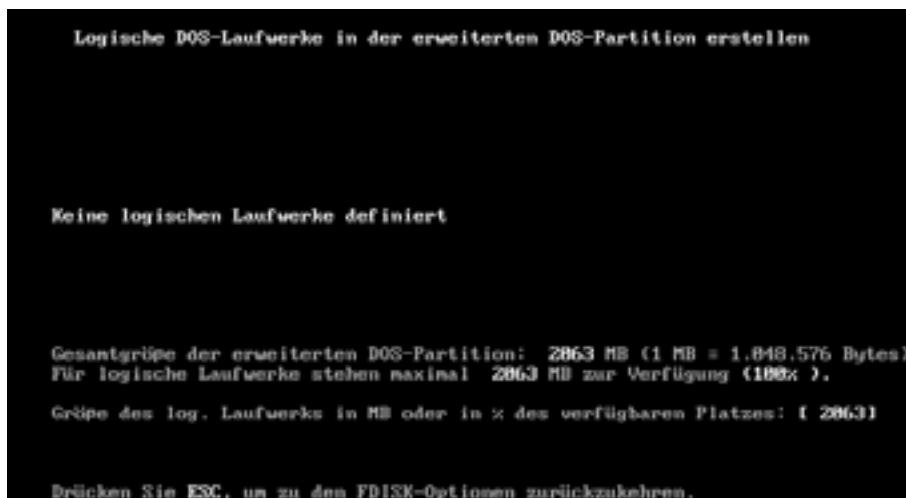 Logische DOS-Laufwerke in der erweiterten DOS-Partition erstellen
Keine logischen Laufwerke definiert
Gesamtgröße der erweiterten DOS-Partition: 2063 MB (1 MB = 1.048.576 Bytes)
Für logische Laufwerke stehen maximal 2063 MB zur Verfügung (100% ).
Größe des log. Laufwerks in MB oder in % des verfügbaren Platzes: [ 2063]
Drücken Sie ESC, um zu den FDISK-Optionen zurückzukehren.